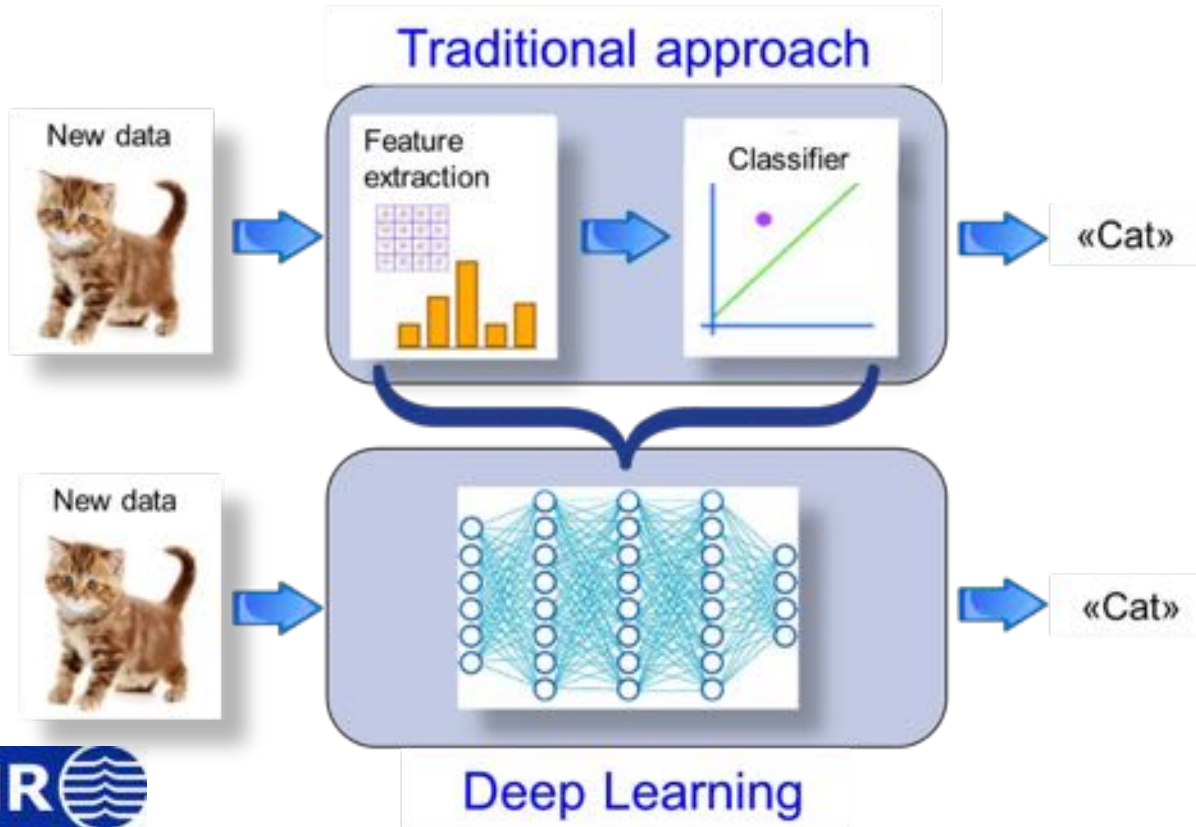 Traditional approach
New data
Feature
extraction
Classifier
«Cat»
New data
«Cat»
R
Deep Learning